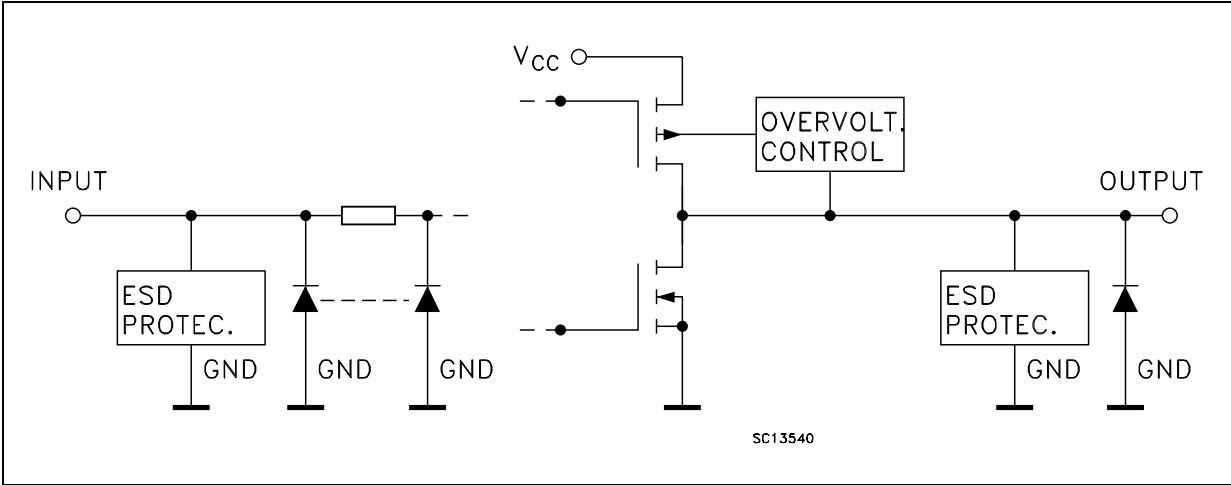 VCC
OVERVOLT.
CONTROL
INPUT
OUTPUT
ESD
PROTEC.
ESD
PROTEC.
GND
GND
GND
GND
GND
SC13540